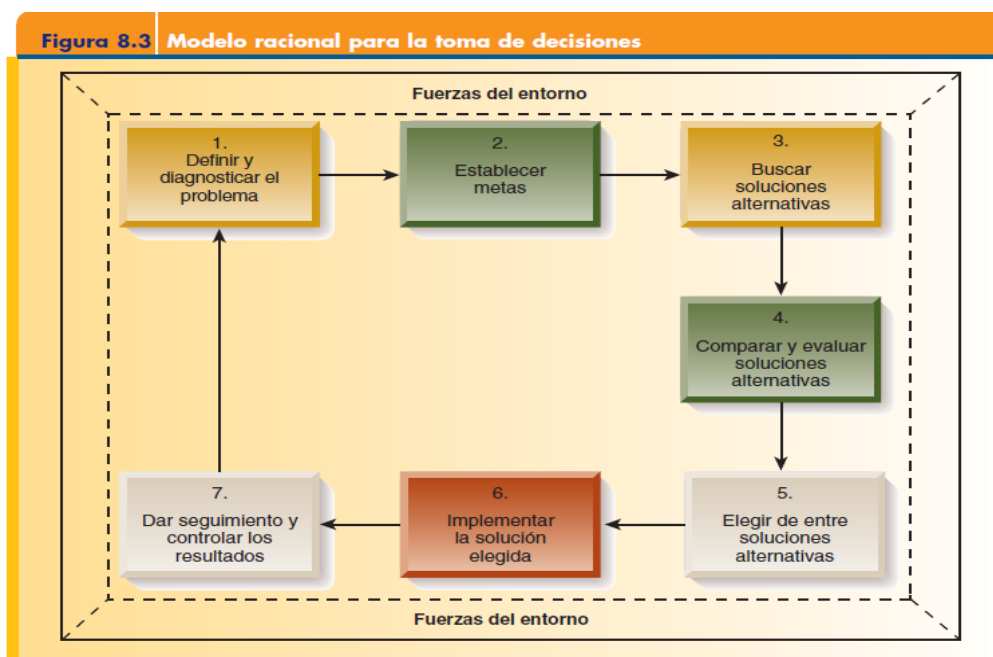 Figura 8.3 Modelo racional para la toma de decisiones
Fuerzas del entorno
1.
Definir y
diagnosticar el
problema
2.
Establecer
metas
3.
Buscar
soluciones
alternativas
4.
Comparar y evaluar
soluciones
alternativas
5.
Elegir de entre
soluciones
alternativas
6.
Implementar
la solución
elegida
7.
Dar seguimiento y
controlar los
resultados
Fuerzas del entorno